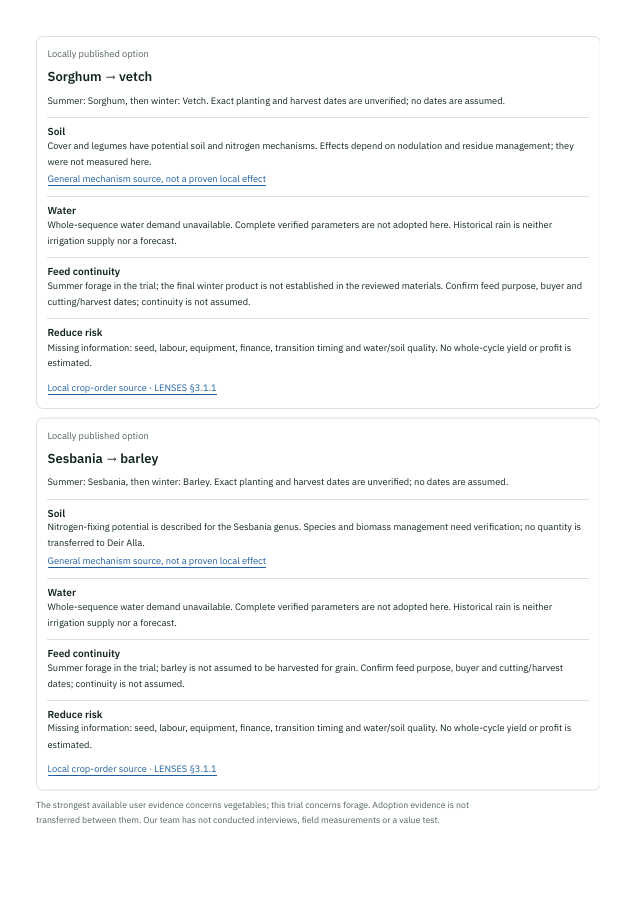 Locally published option
Sorghum → vetch
Summer: Sorghum, then winter: Vetch. Exact planting and harvest dates are unverified; no dates are assumed.
Soil
Cover and legumes have potential soil and nitrogen mechanisms. Effects depend on nodulation and residue management; they
were not measured here.
General mechanism source, not a proven local effect
Water
Whole-sequence water demand unavailable. Complete verified parameters are not adopted here. Historical rain is neither
irrigation supply nor a forecast.
Feed continuity
Summer forage in the trial; the final winter product is not established in the reviewed materials. Confirm feed purpose, buyer and
cutting/harvest dates; continuity is not assumed.
Reduce risk
Missing information: seed, labour, equipment, finance, transition timing and water/soil quality. No whole-cycle yield or profit is
estimated.
Local crop-order source · LENSES §3.1.1
Locally published option
Sesbania → barley
Summer: Sesbania, then winter: Barley. Exact planting and harvest dates are unverified; no dates are assumed.
Soil
Nitrogen-fixing potential is described for the Sesbania genus. Species and biomass management need verification; no quantity is
transferred to Deir Alla.
General mechanism source, not a proven local effect
Water
Whole-sequence water demand unavailable. Complete verified parameters are not adopted here. Historical rain is neither
irrigation supply nor a forecast.
Feed continuity
Summer forage in the trial; barley is not assumed to be harvested for grain. Confirm feed purpose, buyer and cutting/harvest
dates; continuity is not assumed.
Reduce risk
Missing information: seed, labour, equipment, finance, transition timing and water/soil quality. No whole-cycle yield or profit is
estimated.
Local crop-order source · LENSES §3.1.1
The strongest available user evidence concerns vegetables; this trial concerns forage. Adoption evidence is not
transferred between them. Our team has not conducted interviews, field measurements or a value test.